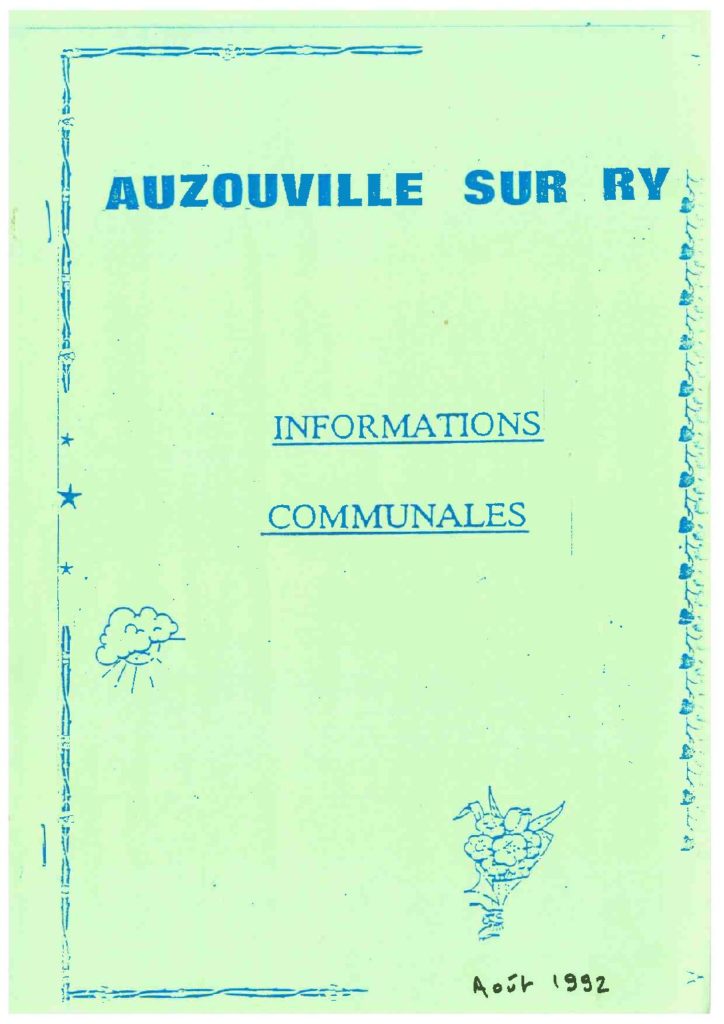 AUZOUVILLE SUR RY
INFORMATIONS
COMMUNALES
Août 1992